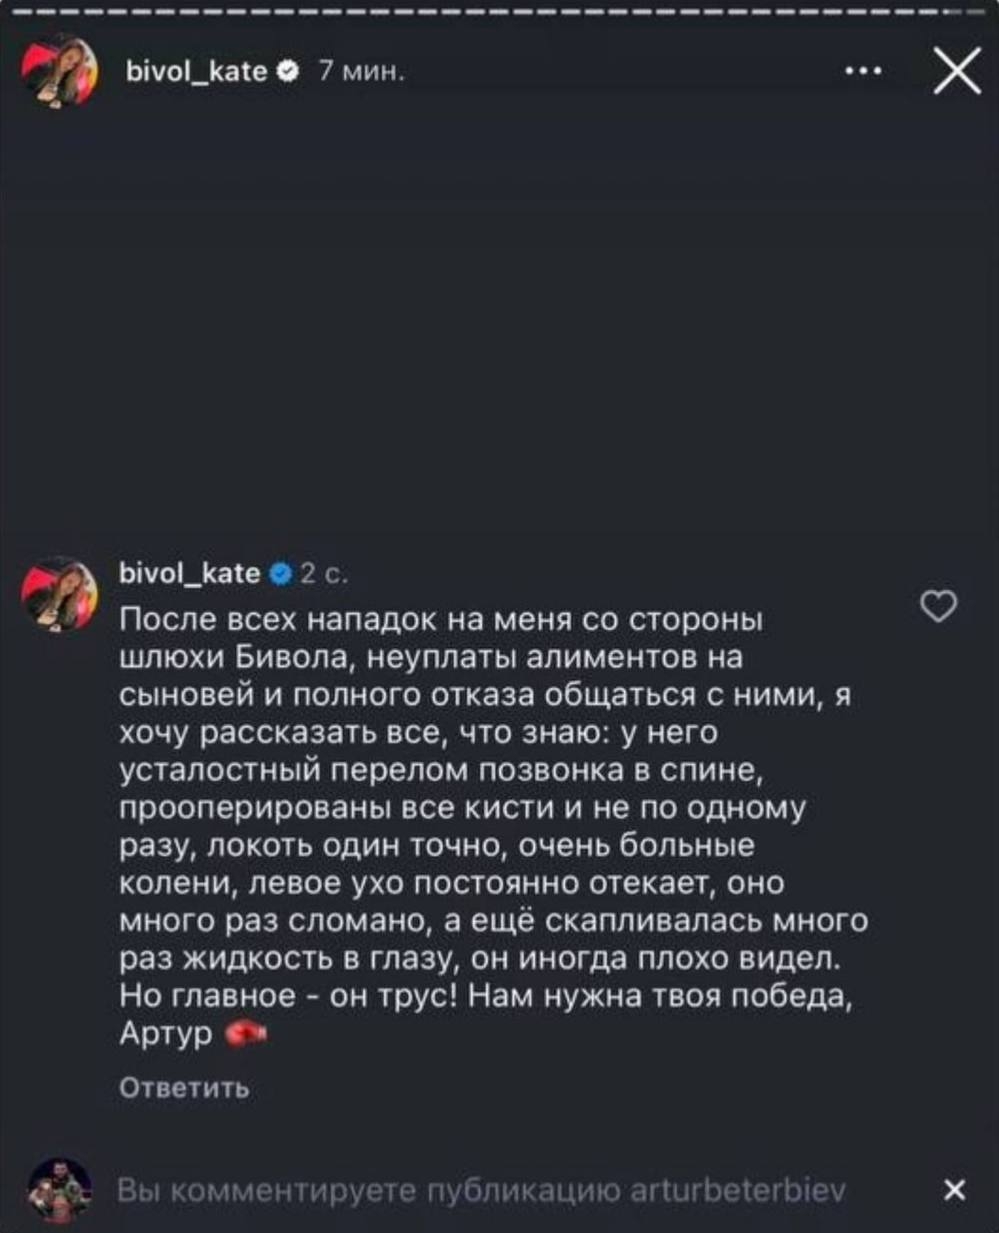 bivol_kate 7 мин.
bivol_kate 2 с.
После всех нападок на меня со стороны
шлюхи Бивола, неуплаты алиментов на
сыновей и полного отказа общаться с ними, я
хочу рассказать все, что знаю: у него
усталостный перелом позвонка в спине,
прооперированы все кисти и не по одному
разу, локоть один точно, очень больные
колени, левое ухо постоянно отекает, оно
много раз сломано, а ещё скапливалась много
раз жидкость в глазу, он иногда плохо видел.
Но главное - он трус! Нам нужна твоя победа,
Артур 🥊
Ответить
Вы комментируете публикацию arturbeterbiev